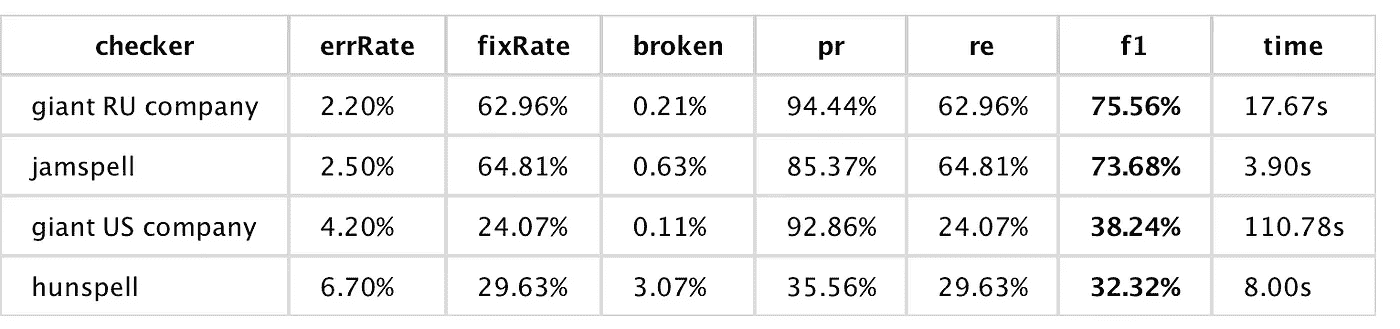 checker errRate fixRate broken pr re f1 time
giant RU company 2.20% 62.96% 0.21% 94.44% 62.96% 75.56% 17.67s
jamspell 2.50% 64.81% 0.63% 85.37% 64.81% 73.68% 3.90s
giant US company 4.20% 24.07% 0.11% 92.86% 24.07% 38.24% 110.78s
hunspell 6.70% 29.63% 3.07% 35.56% 29.63% 32.32% 8.00s